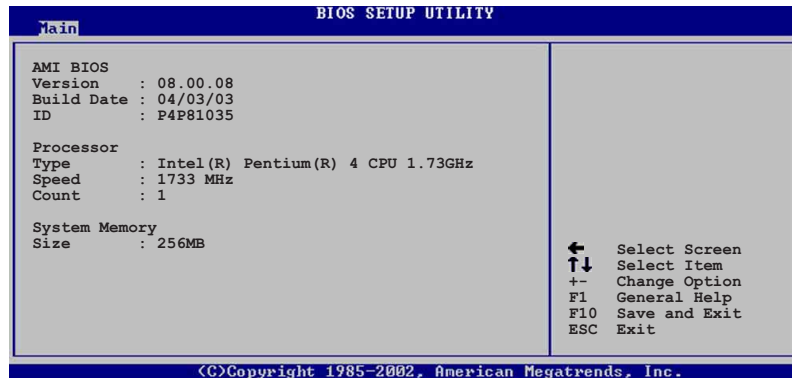 BIOS SETUP UTILITY
Main
AMI BIOS
Version : 08.00.08
Build Date : 04/03/03
ID : P4P81035
Processor
Type : Intel(R) Pentium(R) 4 CPU 1.73GHz
Speed : 1733 MHz
Count : 1
System Memory
Size : 256MB
← Select Screen
↑↓ Select Item
+- Change Option
F1 General Help
F10 Save and Exit
ESC Exit
(C)Copyright 1985-2002, American Megatrends, Inc.